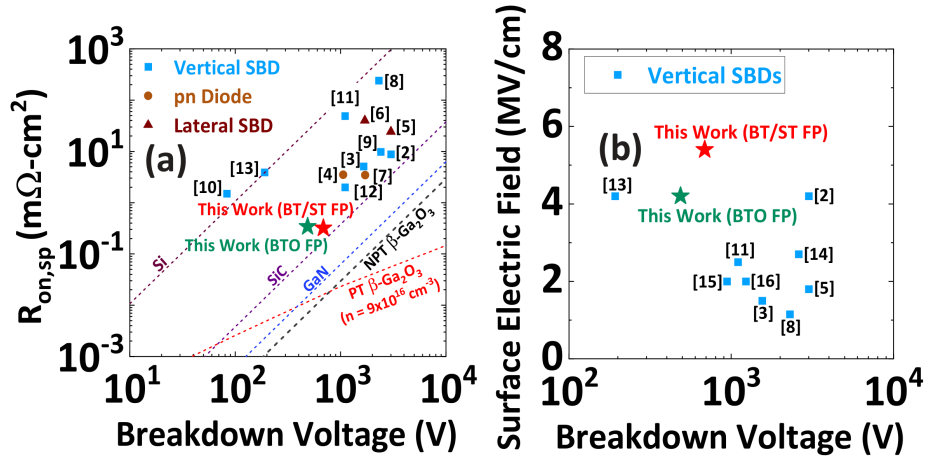 10³
10¹
10⁻¹
10⁻³
10¹
10²
10³
10⁴
R_on,sp (mΩ-cm²)
Breakdown Voltage (V)
Vertical SBD
pn Diode
Lateral SBD
(a)
[8]
[11]
[6]
[5]
[9]
[2]
[3]
[13]
[4]
[7]
[10]
[12]
This Work (BT/ST FP)
This Work (BTO FP)
Si
SiC
GaN
NPT β-Ga₂O₃
PT β-Ga₂O₃
(n = 9x10¹⁶ cm⁻³)
8
6
4
2
0
10²
10³
10⁴
Surface Electric Field (MV/cm)
Breakdown Voltage (V)
Vertical SBDs
(b)
This Work (BT/ST FP)
[13]
[2]
This Work (BTO FP)
[11]
[14]
[15]
[16]
[5]
[3]
[8]